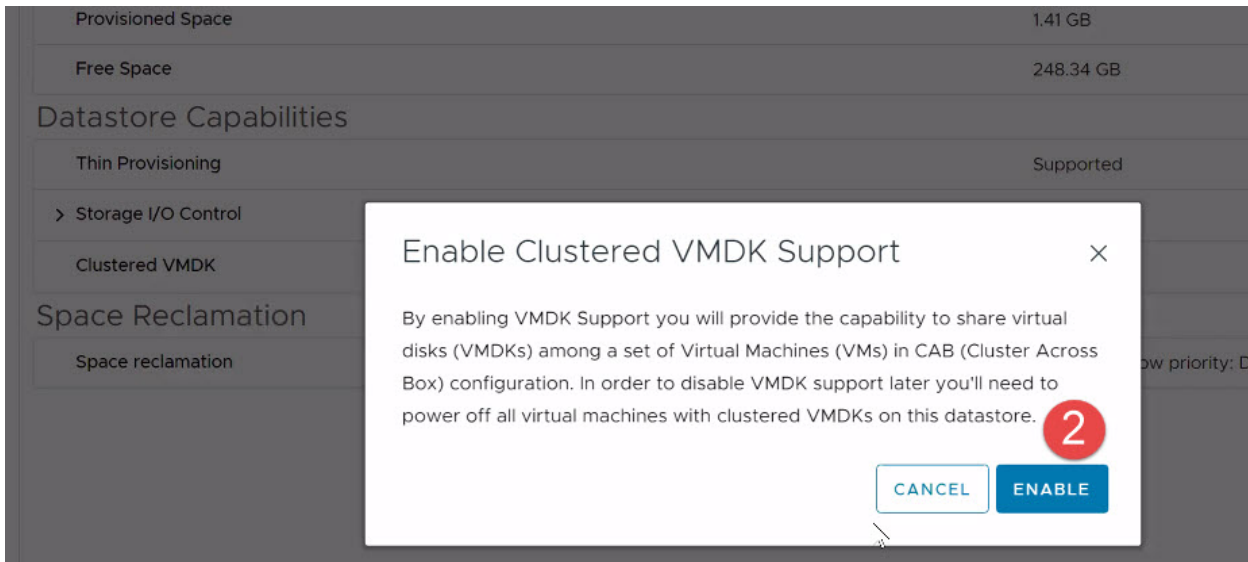 Provisioned Space 1.41 GB
Free Space 248.34 GB
Datastore Capabilities
Thin Provisioning Supported
Storage I/O Control
Clustered VMDK
Space Reclamation
Space reclamation ow priority: D
Enable Clustered VMDK Support
By enabling VMDK Support you will provide the capability to share virtual
disks (VMDKs) among a set of Virtual Machines (VMs) in CAB (Cluster Across
Box) configuration. In order to disable VMDK support later you'll need to
power off all virtual machines with clustered VMDKs on this datastore.
2
CANCEL ENABLE